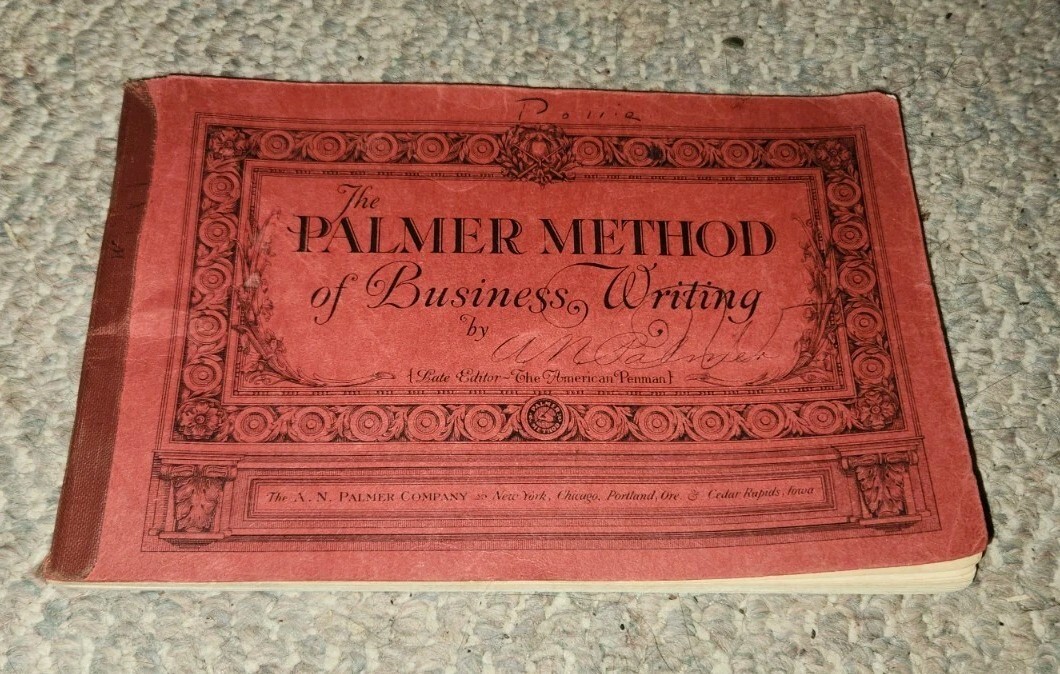 The
PALMER METHOD
of Business Writing
by
A N Palmer
{Late Editor-The American Penman}
The A. N. PALMER COMPANY New York, Chicago, Portland, Ore. & Cedar Rapids, Iowa